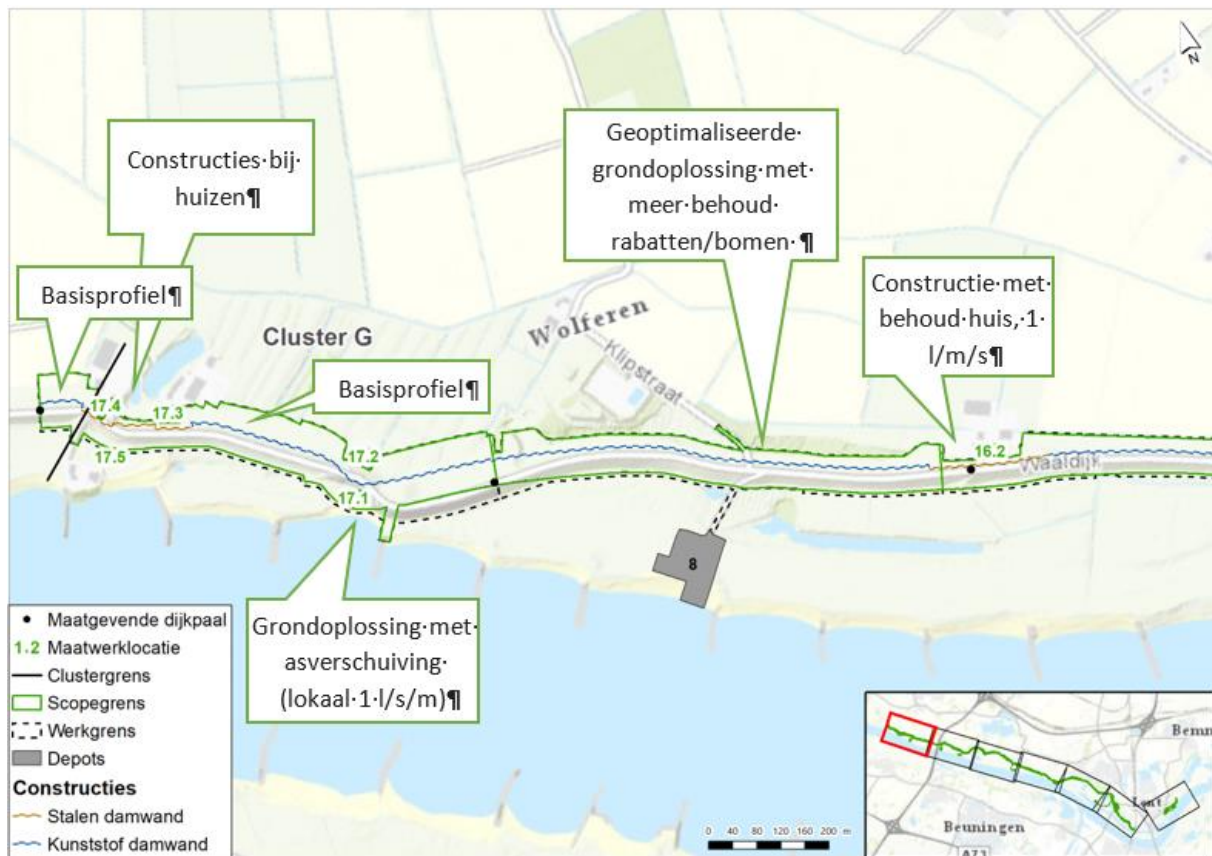 N
Constructies·bij·
huizen¶
Geoptimaliseerde·
grondoplossing·met·
meer·behoud·
rabatten/bomen·¶
Basisprofiel¶
Constructie·met·
behoud·huis,·1·
l/m/s¶
Cluster G
Wolferen
Klipstraat
Basisprofiel¶
17.4
17.3
17.5
17.2
17.1
16.2
Waaldijk
8
Grondoplossing·met·
asverschuiving·
(lokaal·1·l/s/m)¶
Maatgevende dijkpaal
1.2 Maatwerklocatie
Clustergrens
Scopegrens
Werkgrens
Depots
Constructies
Stalen damwand
Kunststof damwand
0 40 80 120 160 200 m
Bemm
Lent
Beuningen
A73